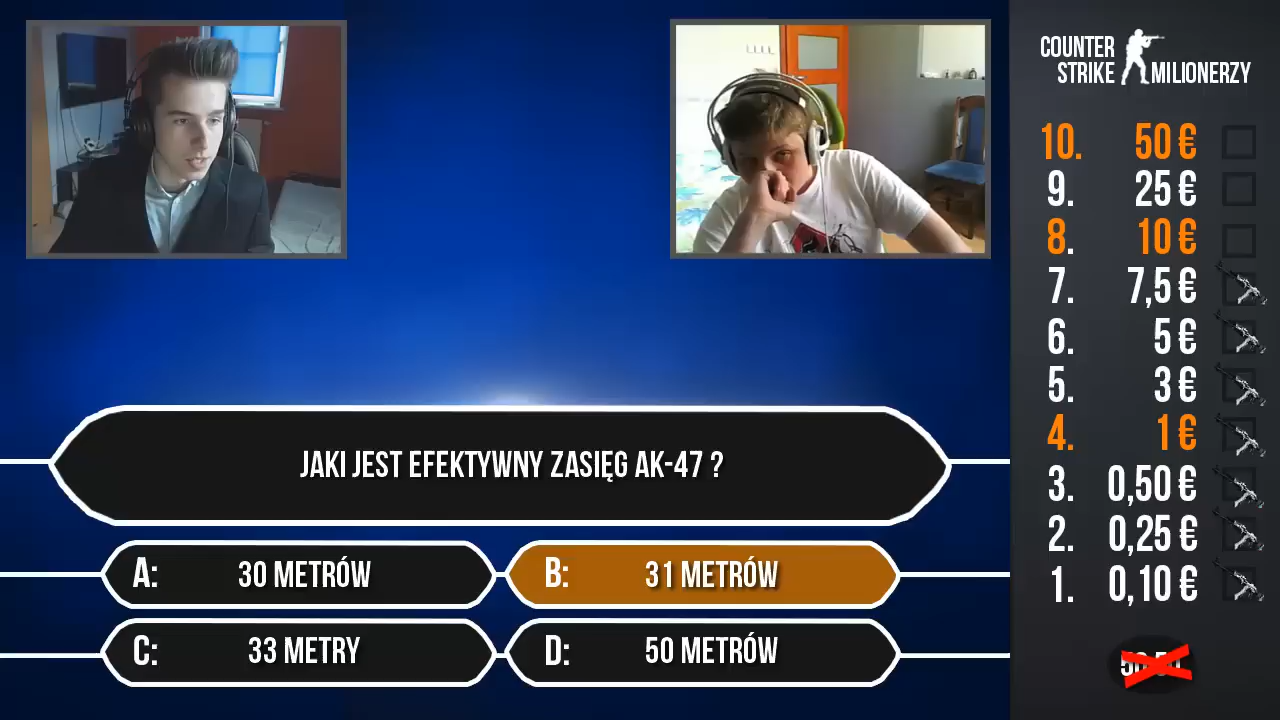 COUNTER
STRIKE MILIONERZY
10. 50 €
9. 25 €
8. 10 €
7. 7,5 €
6. 5 €
5. 3 €
4. 1 €
3. 0,50 €
2. 0,25 €
1. 0,10 €
JAKI JEST EFEKTYWNY ZASIĘG AK-47 ?
A: 30 METRÓW
B: 31 METRÓW
C: 33 METRY
D: 50 METRÓW